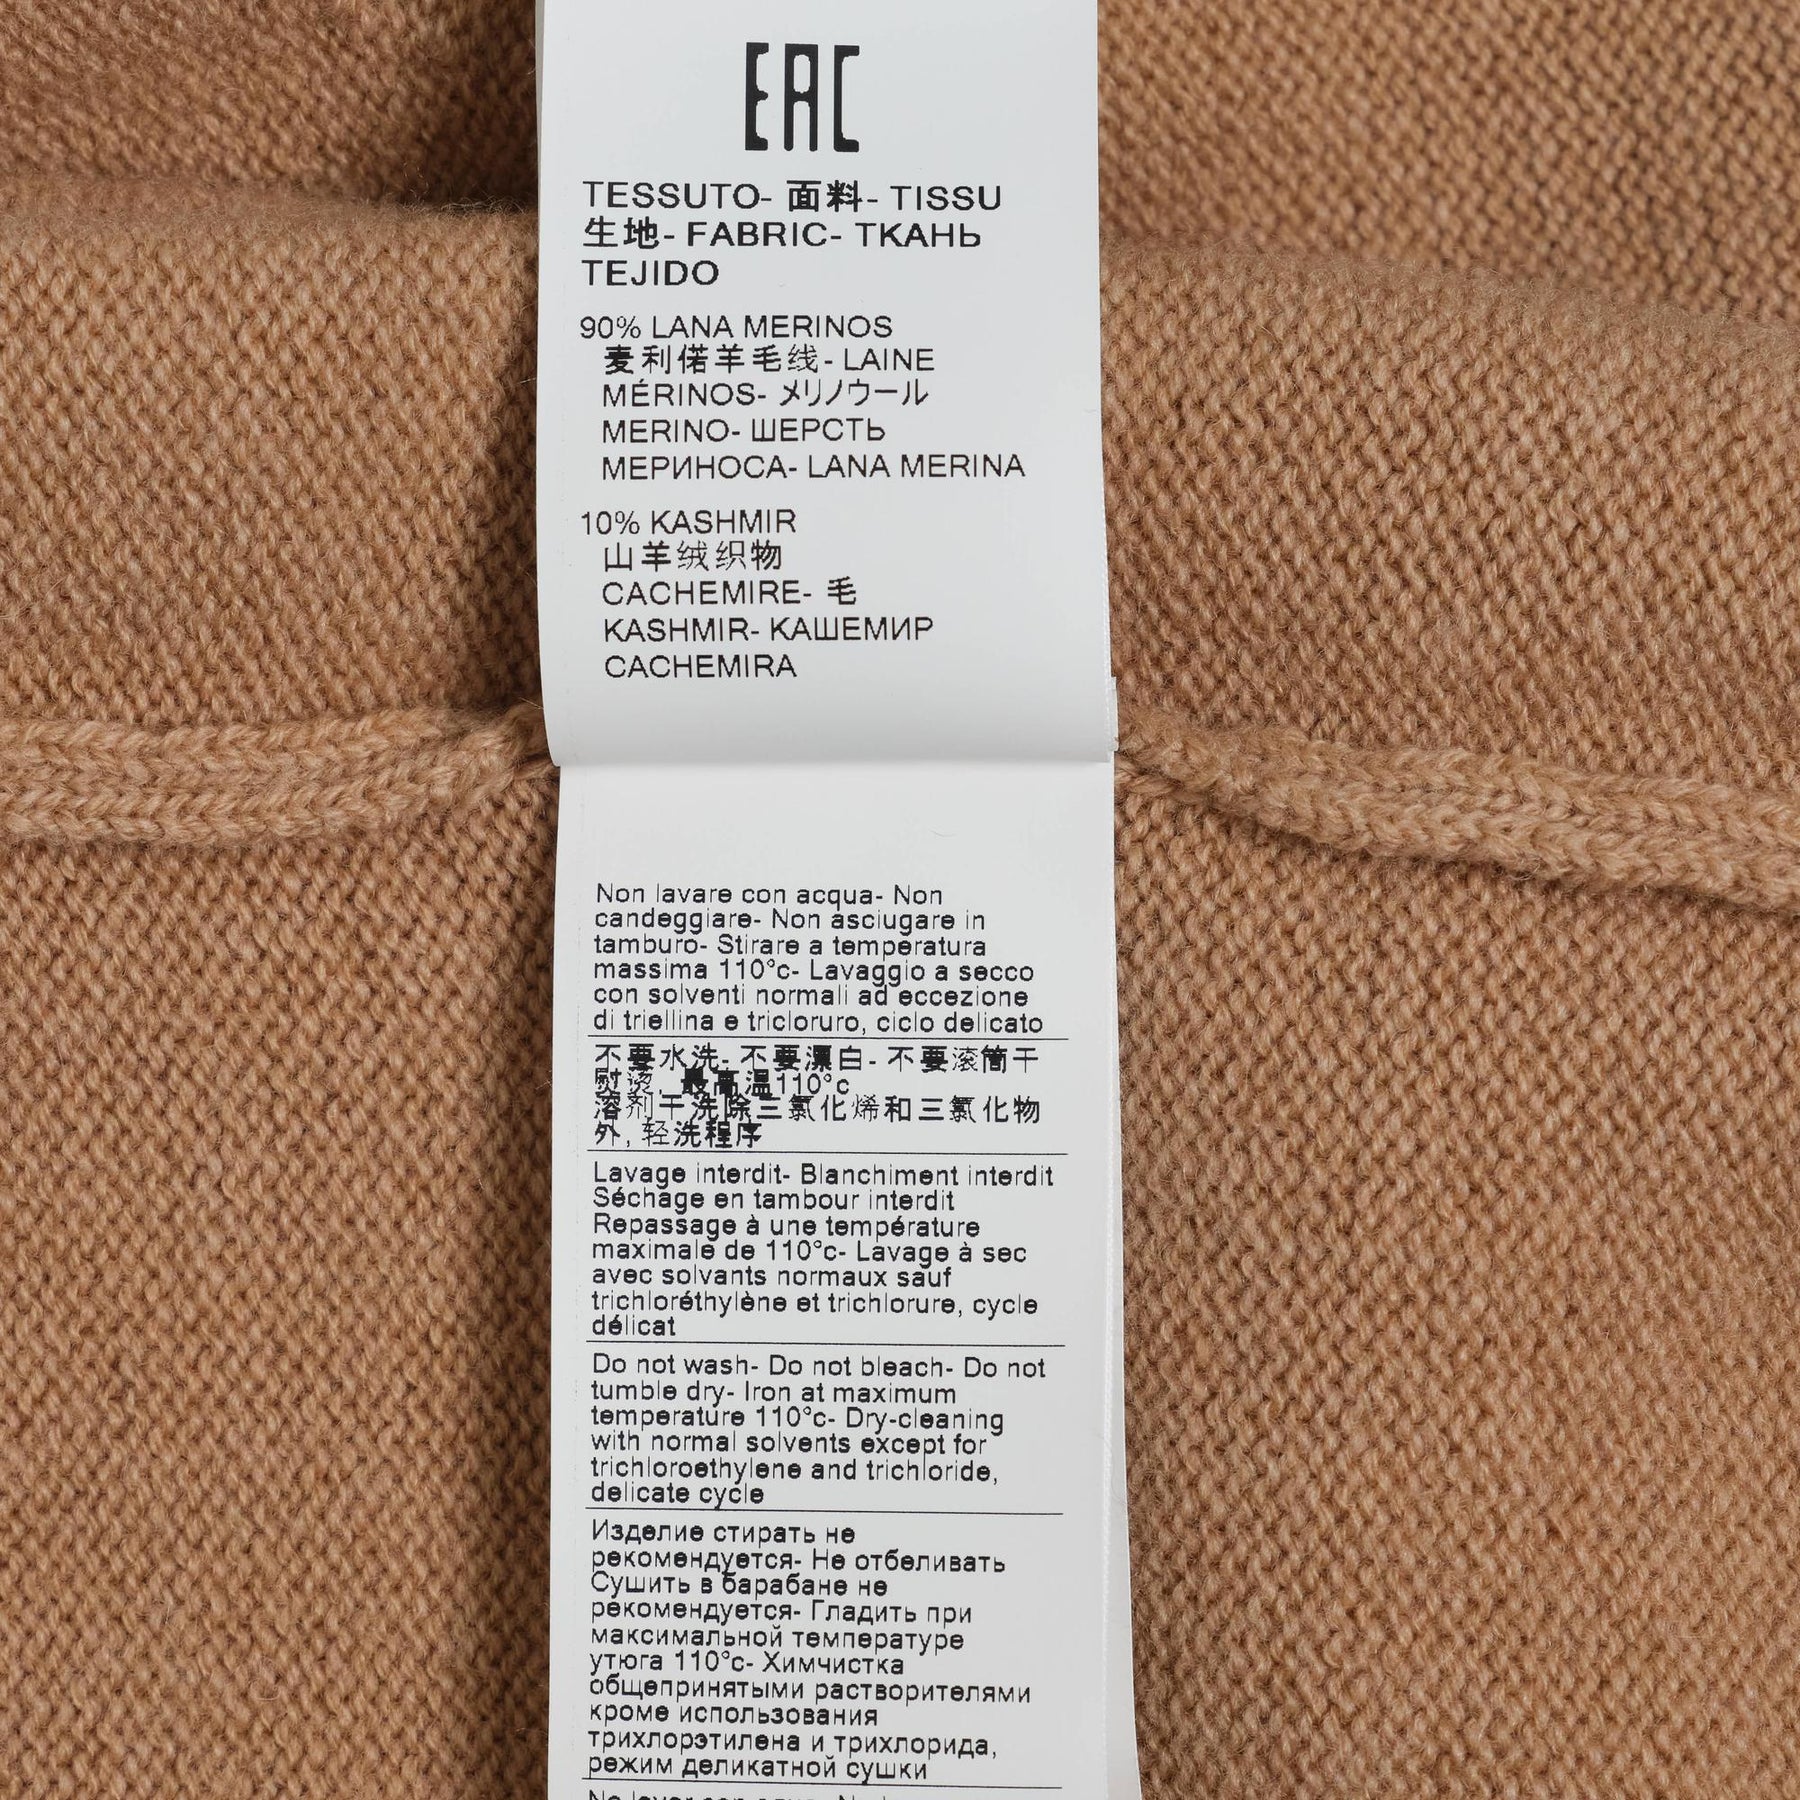 EAC
TESSUTO- 面料- TISSU
生地- FABRIC- ТКАНЬ
TEJIDO
90% LANA MERINOS
麦利偌羊毛线- LAINE
MÉRINOS- メリノウール
MERINO- ШЕРСТЬ
МЕРИНОСА- LANA MERINA
10% KASHMIR
山羊绒织物
CACHEMIRE- 毛
KASHMIR- КАШЕМИР
CACHEMIRA
Non lavare con acqua- Non
candeggiare- Non asciugare in
tamburo- Stirare a temperatura
massima 110°c- Lavaggio a secco
con solventi normali ad eccezione
di triellina e tricloruro, ciclo delicato
不要水洗- 不要漂白- 不要滚筒干
熨烫, 最高温110°c
溶剂干洗除三氯化烯和三氯化物
外, 轻洗程序
Lavage interdit- Blanchiment interdit
Séchage en tambour interdit
Repassage à une température
maximale de 110°c- Lavage à sec
avec solvants normaux sauf
trichloréthylène et trichlorure, cycle
délicat
Do not wash- Do not bleach- Do not
tumble dry- Iron at maximum
temperature 110°c- Dry-cleaning
with normal solvents except for
trichloroethylene and trichloride,
delicate cycle
Изделие стирать не
рекомендуется- Не отбеливать
Сушить в барабане не
рекомендуется- Гладить при
максимальной температуре
утюга 110°c- Химчистка
общепринятыми растворителями
кроме использования
трихлорэтилена и трихлорида,
режим деликатной сушки